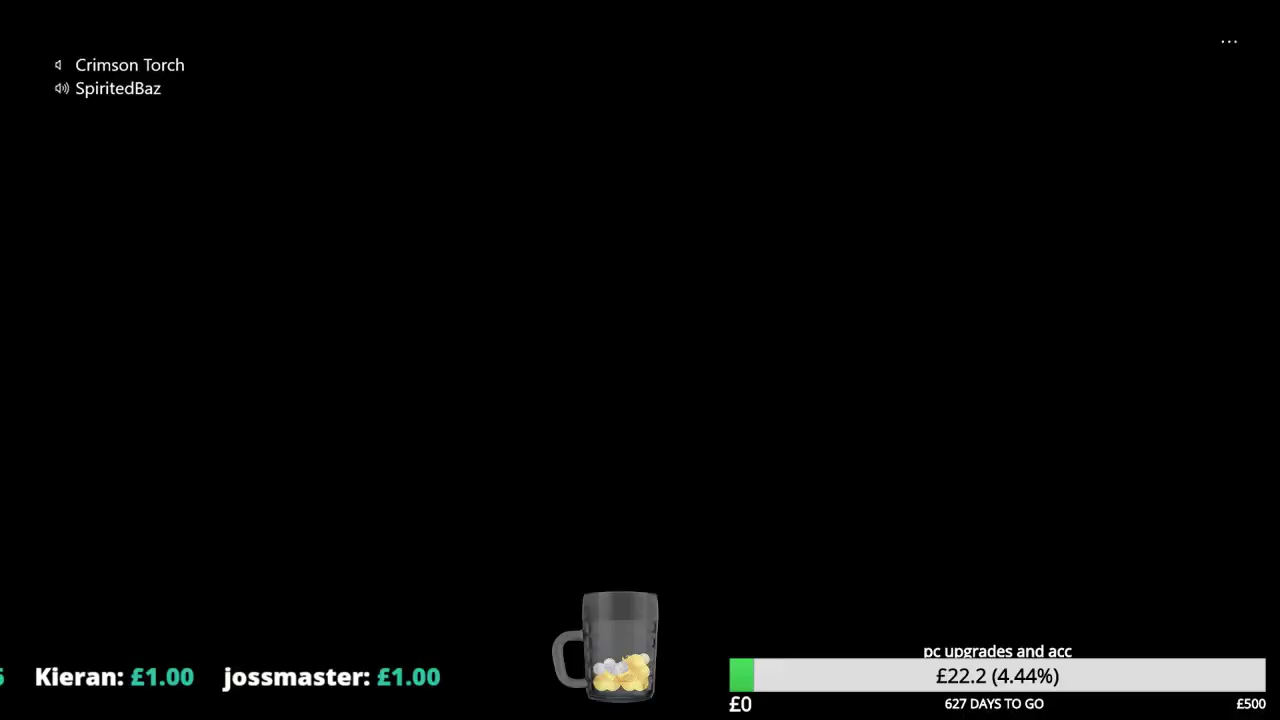 ...
Crimson Torch
SpiritedBaz
Kieran: £1.00 jossmaster: £1.00
pc upgrades and acc
£22.2 (4.44%)
£0 627 DAYS TO GO £500